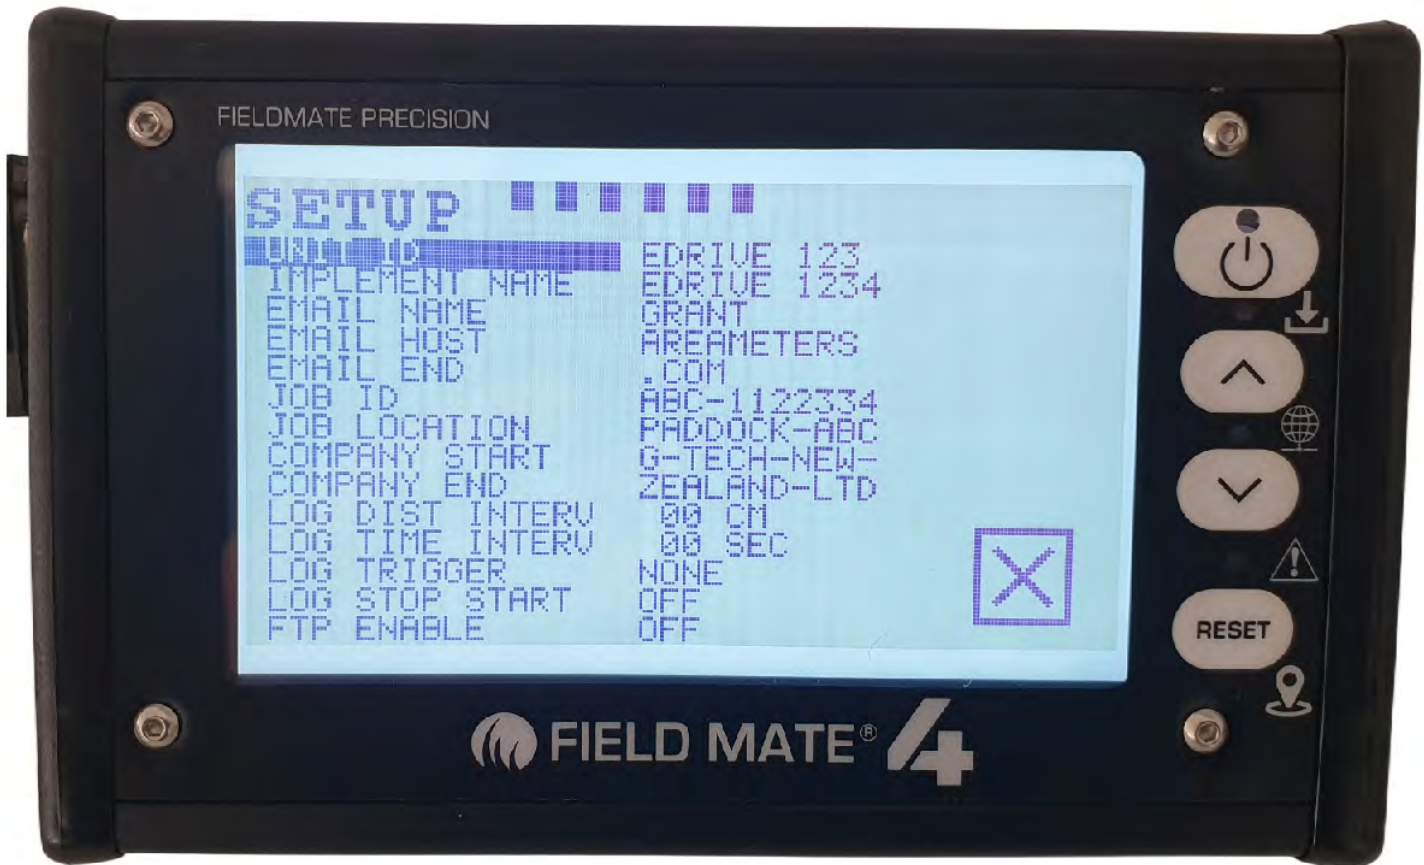 FIELDMATE PRECISION
SETUP
UNIT ID EDRIVE 123
IMPLEMENT NAME EDRIVE 1234
EMAIL NAME GRANT
EMAIL HOST AREAMETERS
EMAIL END .COM
JOB ID ABC-1122334
JOB LOCATION PADDOCK-ABC
COMPANY START G-TECH-NEW-
COMPANY END ZEALAND-LTD
LOG DIST INTERV 00 CM
LOG TIME INTERV 00 SEC
LOG TRIGGER NONE
LOG STOP START OFF
FTP ENABLE OFF
RESET
FIELD MATE® 4